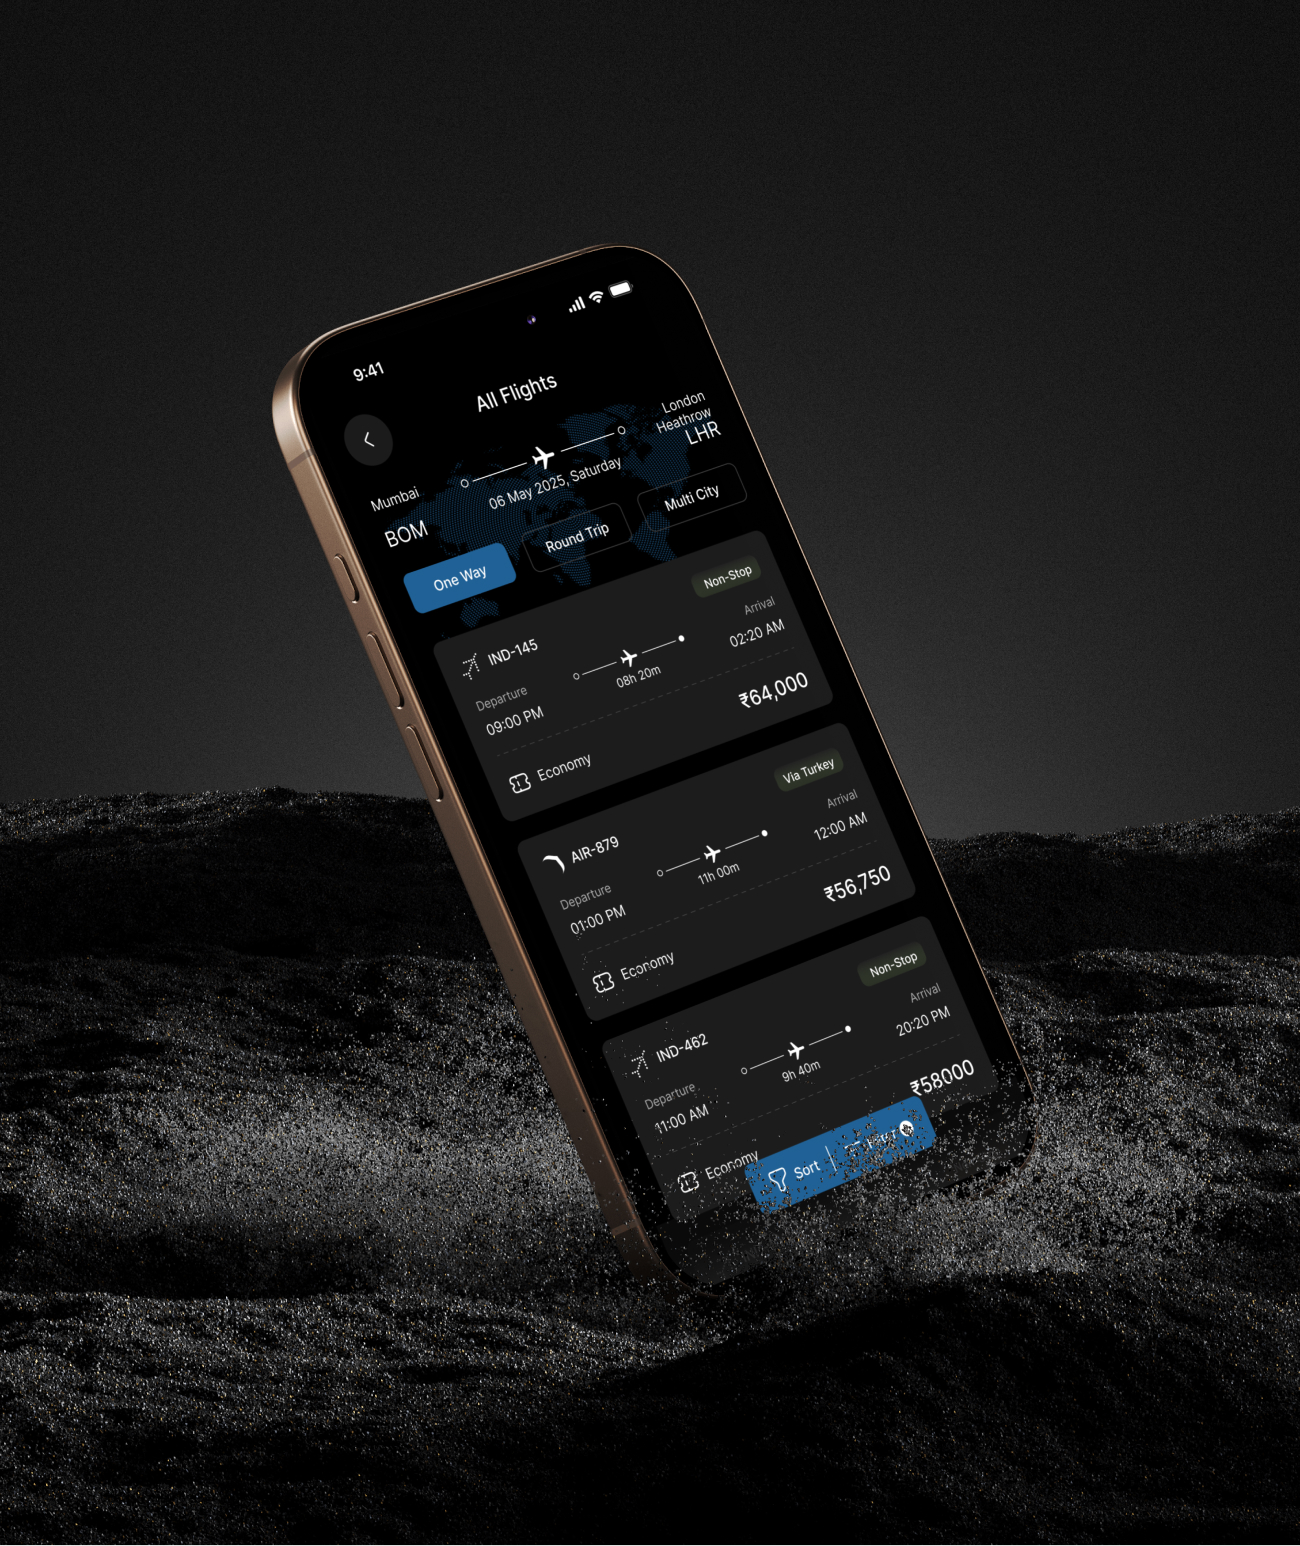 9:41
All Flights
Mumbai
BOM
06 May 2025, Saturday
London
Heathrow
LHR
One Way
Round Trip
Multi City
IND-145
Non-Stop
Departure
09:00 PM
08h 20m
Arrival
02:20 AM
Economy
₹64,000
AIR-879
Via Turkey
Departure
01:00 PM
11h 00m
Arrival
12:00 AM
Economy
₹56,750
IND-462
Non-Stop
Departure
11:00 AM
9h 40m
Arrival
20:20 PM
Economy
₹58000
Sort